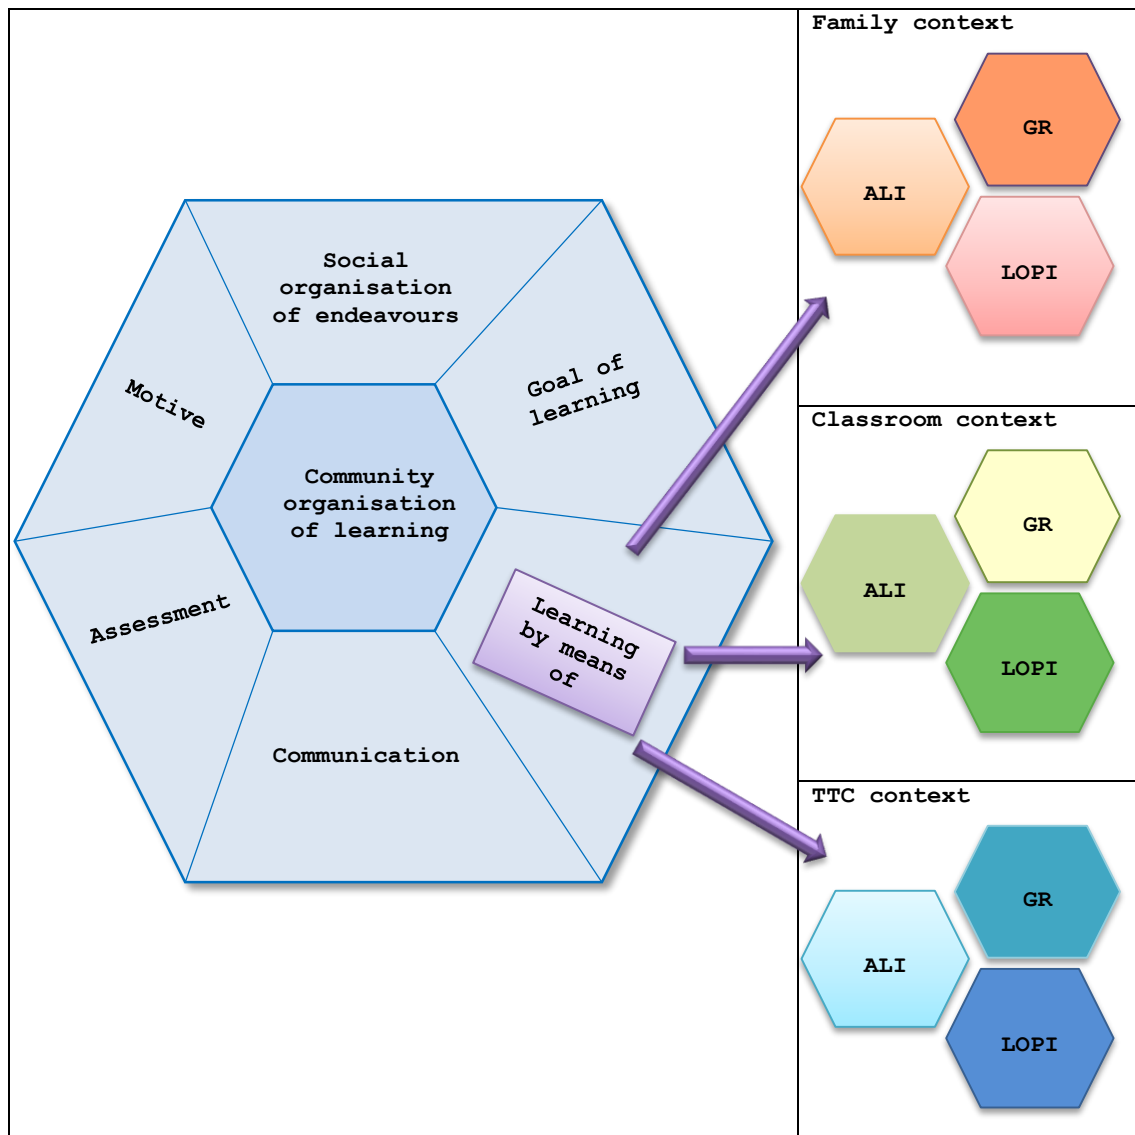 Social
organisation
of endeavours
Motive
Goal of
learning
Community
organisation
of learning
Assessment
Learning
by means
of
Communication
Family context
GR
ALI
LOPI
Classroom context
GR
ALI
LOPI
TTC context
GR
ALI
LOPI